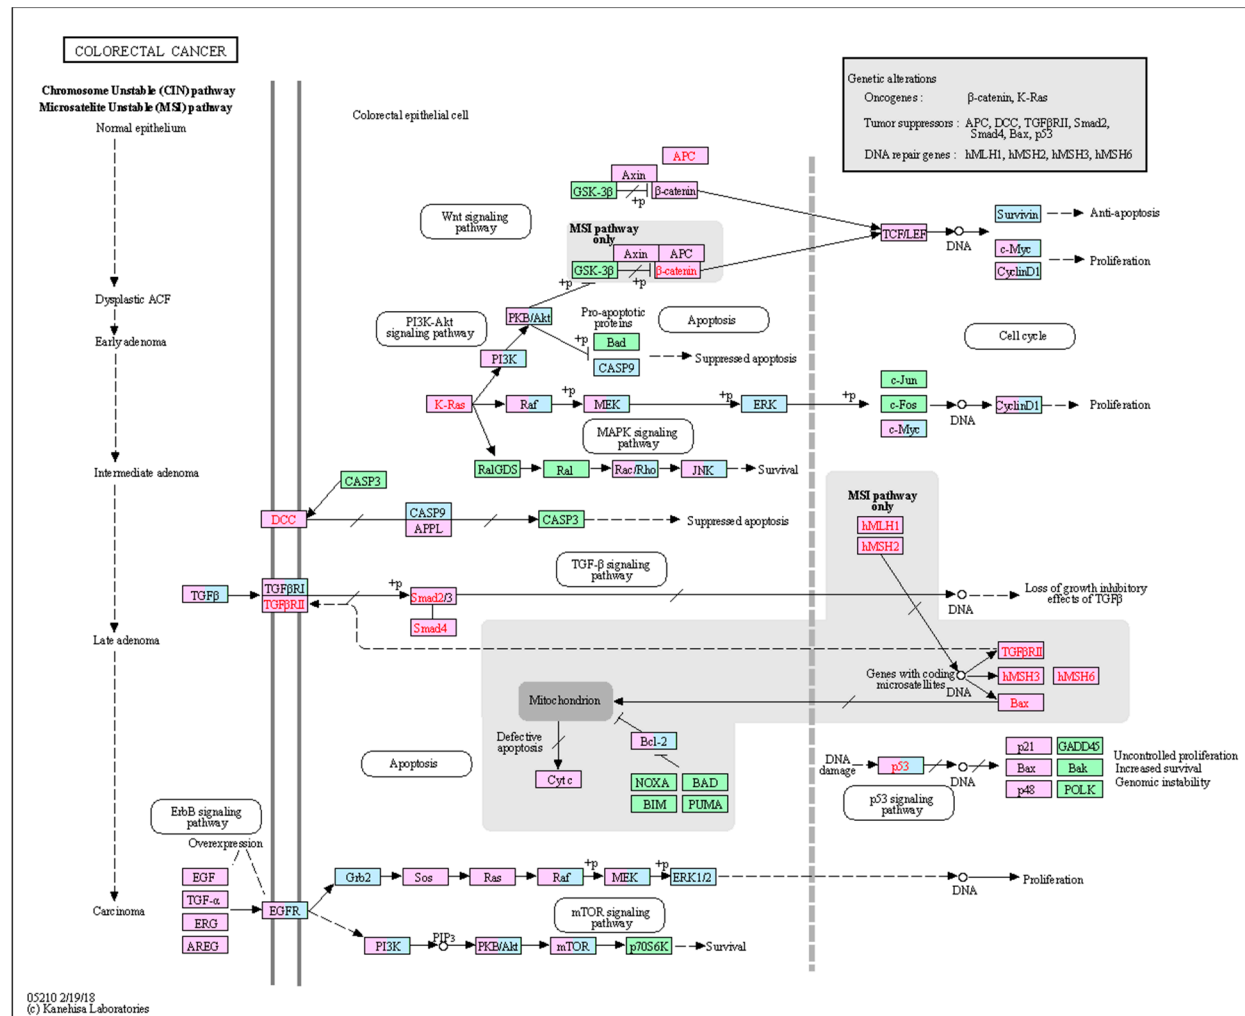 COLORECTAL CANCER
Chromosome Unstable (CIN) pathway
Microsatelite Unstable (MSI) pathway
Normal epithelium
Dysplastic ACF
Early adenoma
Intermediate adenoma
Late adenoma
Carcinoma
Colorectal epithelial cell
Genetic alterations
Oncogenes : β-catenin, K-Ras
Tumor suppressors : APC, DCC, TGFβRII, Smad2,
Smad4, Bax, p53
DNA repair genes : hMLH1, hMSH2, hMSH3, hMSH6
APC
Axin
GSK-3β
β-catenin
+p
Wnt signaling
pathway
MSI pathway
only
Axin
APC
GSK-3β
β-catenin
+p
+p
TCF/LEF
DNA
Survivin
Anti-apoptosis
c-Myc
CyclinD1
Proliferation
PI3K-Akt
signaling pathway
PKB/Akt
PI3K
Pro-apoptotic
proteins
+p
Bad
CASP9
Apoptosis
Suppressed apoptosis
Cell cycle
K-Ras
Raf
+p
MEK
+p
ERK
+p
c-Jun
c-Fos
c-Myc
DNA
CyclinD1
Proliferation
MAPK signaling
pathway
RalGDS
Ral
Rac/Rho
JNK
Survival
CASP3
DCC
CASP9
APPL
CASP3
Suppressed apoptosis
MSI pathway
only
hMLH1
hMSH2
TGF-β signaling
pathway
TGFβ
TGFβRI
TGFβRII
+p
Smad2/3
Smad4
DNA
Loss of growth inhibitory
effects of TGFβ
Genes with coding
microsatellites
DNA
TGFβRII
hMSH3
hMSH6
Bax
Mitochondrion
Defective
apoptosis
Cytc
Bcl-2
NOXA
BAD
BIM
PUMA
Apoptosis
DNA
damage
p53
DNA
p21
GADD45
Bax
Bak
p48
POLK
Uncontrolled proliferation
Increased survival
Genomic instability
p53 signaling
pathway
ErbB signaling
pathway
Overexpression
EGF
TGF-α
ERG
AREG
EGFR
Grb2
Sos
Ras
Raf
+p
MEK
+p
ERK1/2
DNA
Proliferation
mTOR signaling
pathway
PI3K
PIP3
PKB/Akt
mTOR
p70S6K
Survival
05210 2/19/18
(c) Kanehisa Laboratories